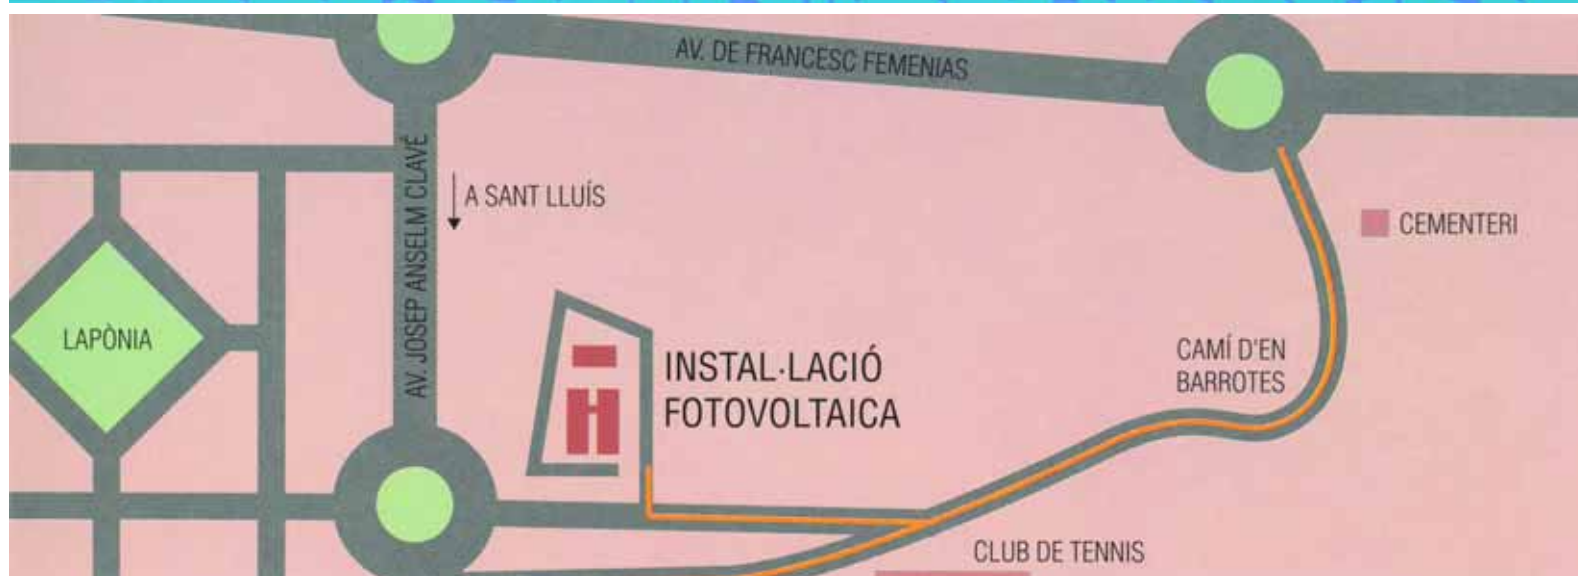 AV. DE FRANCESC FEMENIAS
AV. JOSEP ANSELM CLAVÉ
A SANT LLUÍS
CEMENTERI
LAPÒNIA
INSTAL·LACIÓ
FOTOVOLTAICA
CAMÍ D'EN
BARROTES
CLUB DE TENNIS